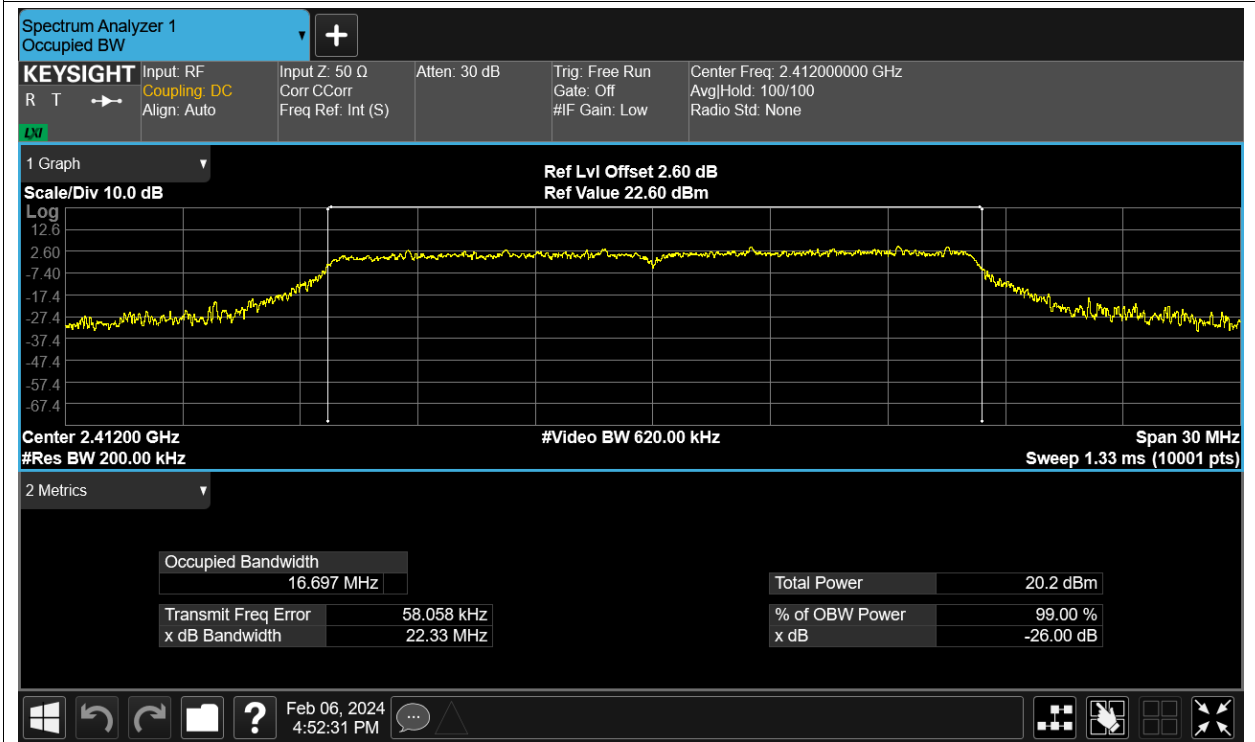 Spectrum Analyzer 1
Occupied BW
KEYSIGHT
R T
LXI
Input: RF
Coupling: DC
Align: Auto
Input Z: 50 Ω
Corr CCorr
Freq Ref: Int (S)
Atten: 30 dB
Trig: Free Run
Gate: Off
#IF Gain: Low
Center Freq: 2.412000000 GHz
Avg|Hold: 100/100
Radio Std: None
1 Graph
Scale/Div 10.0 dB
Ref Lvl Offset 2.60 dB
Ref Value 22.60 dBm
Log
12.6
2.60
-7.40
-17.4
-27.4
-37.4
-47.4
-57.4
-67.4
Center 2.41200 GHz
#Res BW 200.00 kHz
#Video BW 620.00 kHz
Span 30 MHz
Sweep 1.33 ms (10001 pts)
2 Metrics
Occupied Bandwidth
16.697 MHz
Transmit Freq Error 58.058 kHz
x dB Bandwidth 22.33 MHz
Total Power 20.2 dBm
% of OBW Power 99.00 %
x dB -26.00 dB
?
Feb 06, 2024
4:52:31 PM